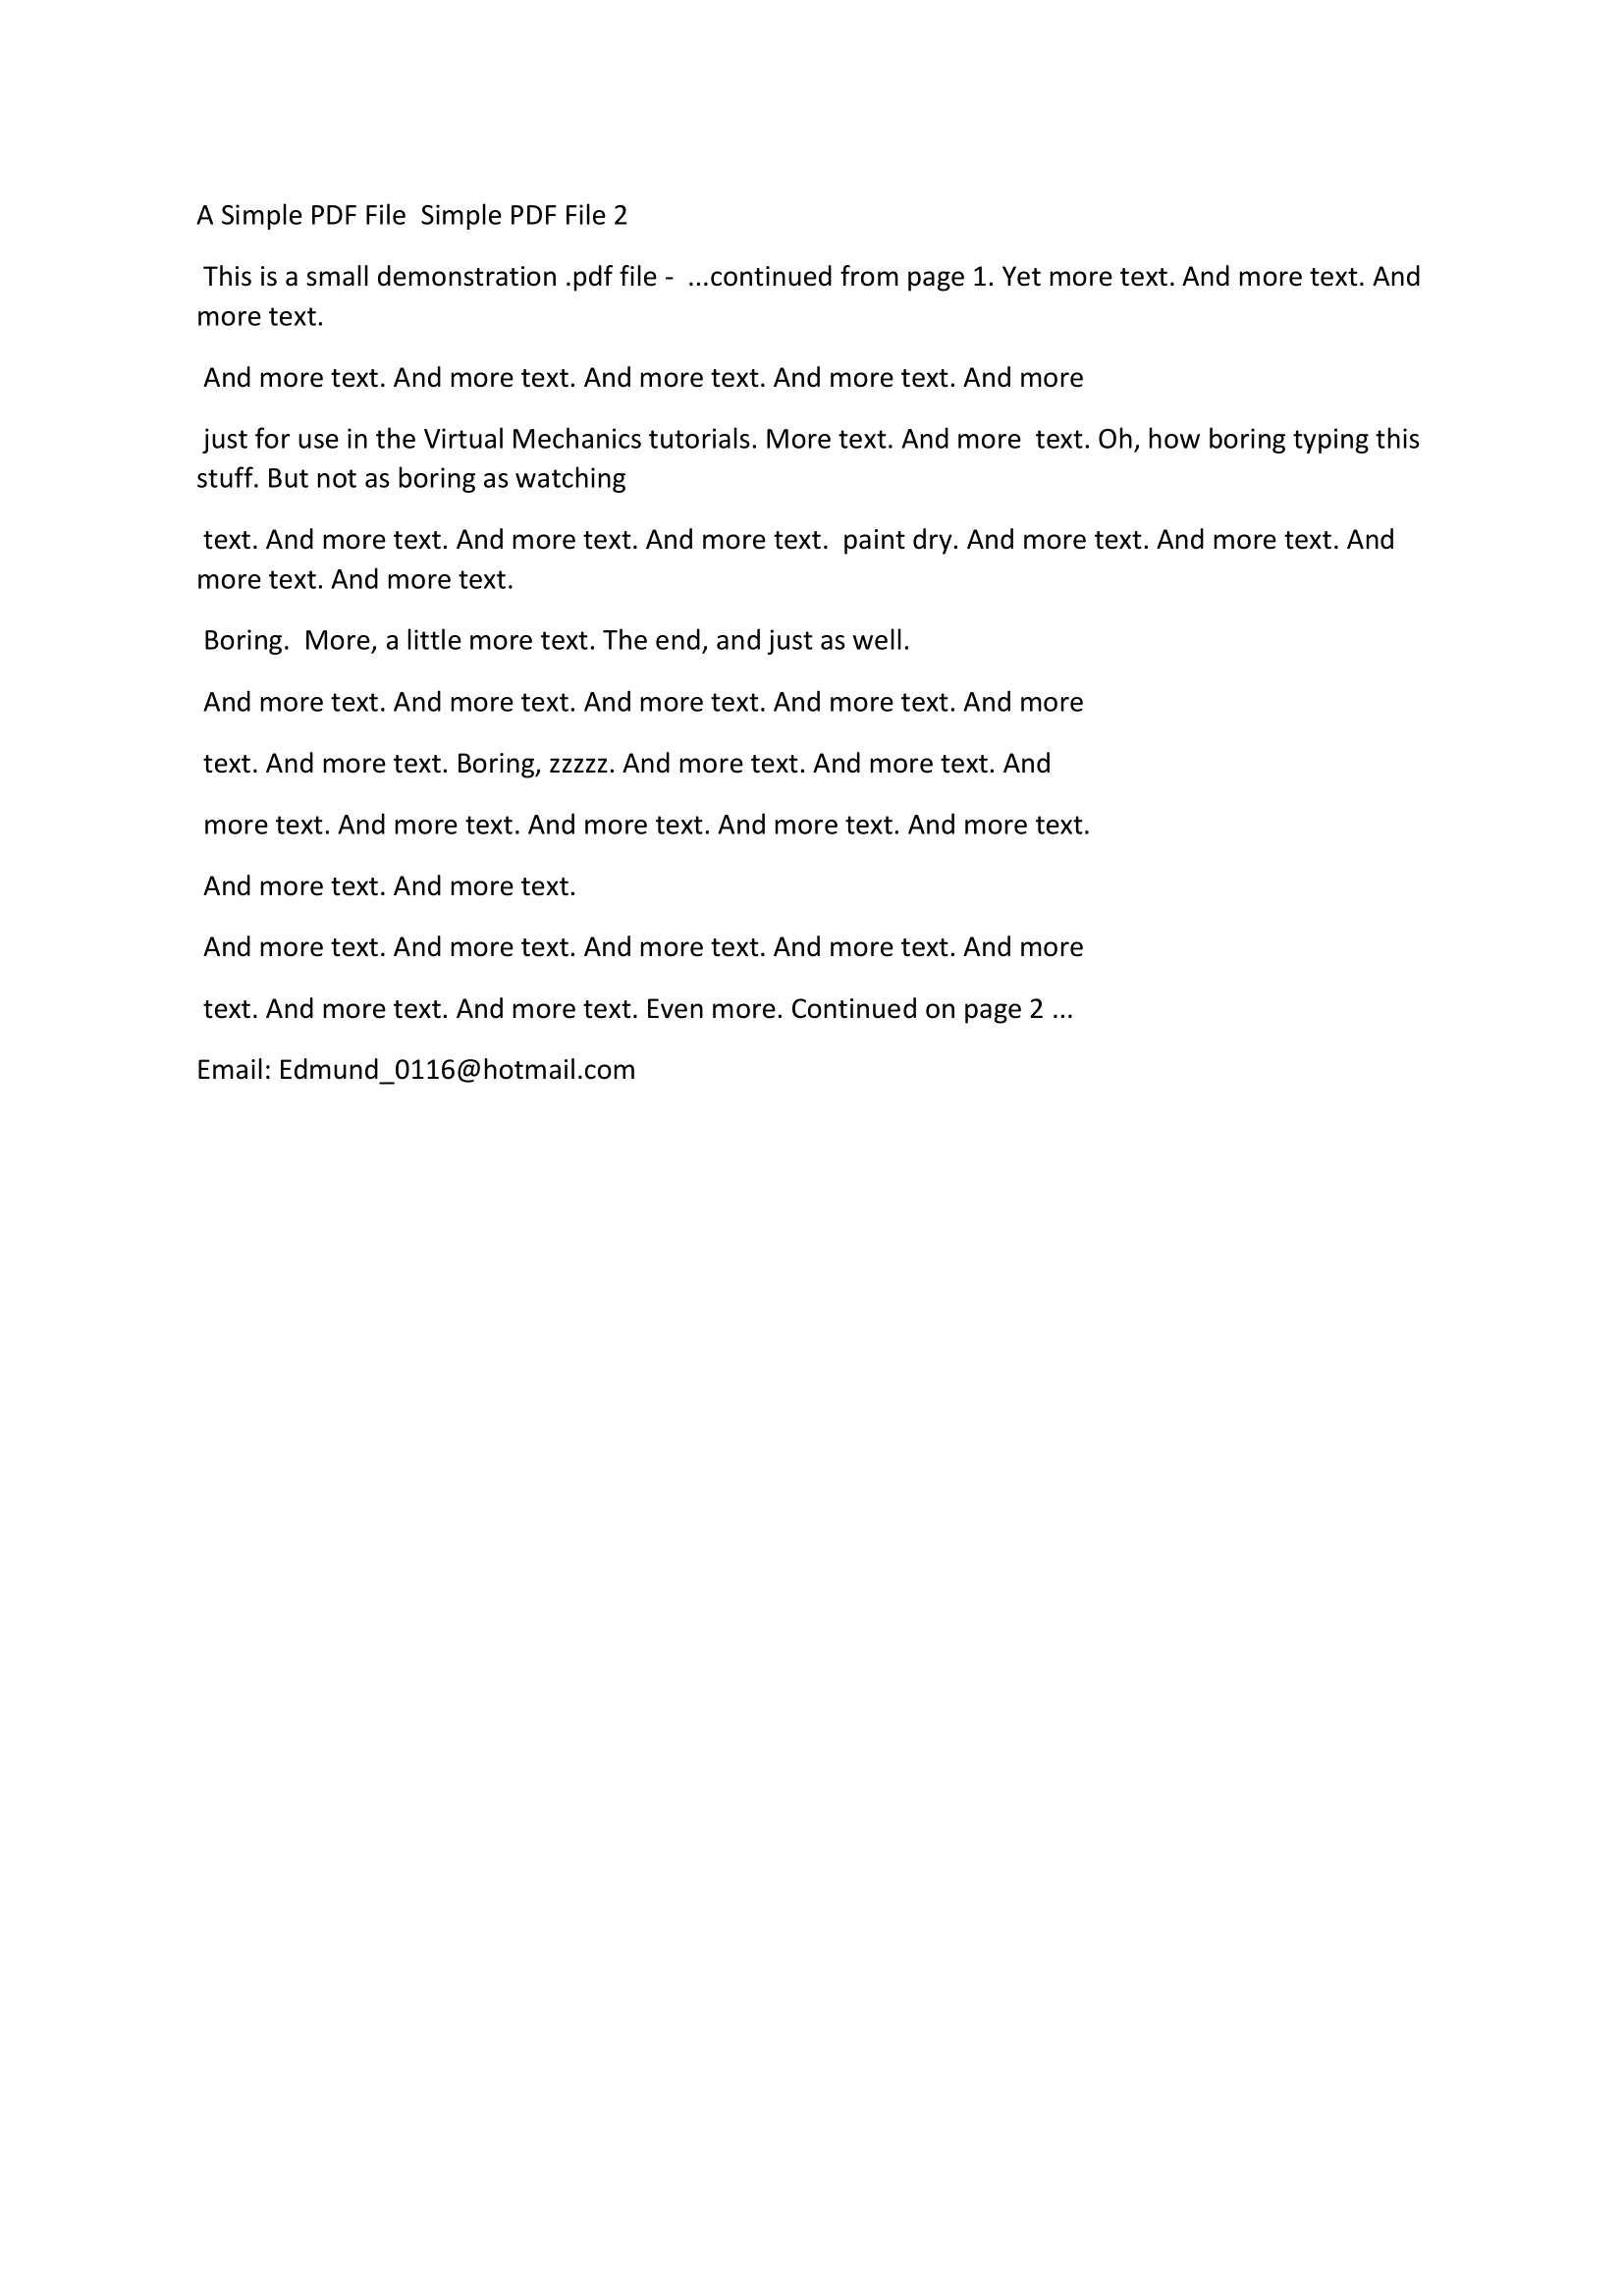 A Simple PDF File  Simple PDF File 2
This is a small demonstration .pdf file -  ...continued from page 1. Yet more text. And more text. And
more text.
And more text. And more text. And more text. And more text. And more
just for use in the Virtual Mechanics tutorials. More text. And more  text. Oh, how boring typing this
stuff. But not as boring as watching
text. And more text. And more text. And more text.  paint dry. And more text. And more text. And
more text. And more text.
Boring.  More, a little more text. The end, and just as well.
And more text. And more text. And more text. And more text. And more
text. And more text. Boring, zzzzz. And more text. And more text. And
more text. And more text. And more text. And more text. And more text.
And more text. And more text.
And more text. And more text. And more text. And more text. And more
text. And more text. And more text. Even more. Continued on page 2 ...
Email: Edmund_0116@hotmail.com